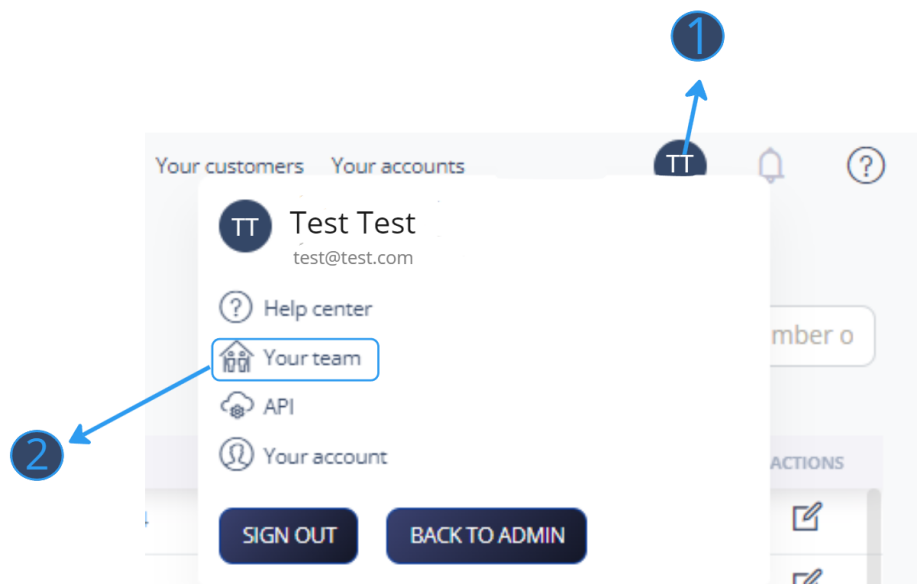 1
Your customers Your accounts TT ?
TT Test Test
test@test.com
? Help center
mber o
Your team
API
2
Your account
ACTIONS
SIGN OUT BACK TO ADMIN